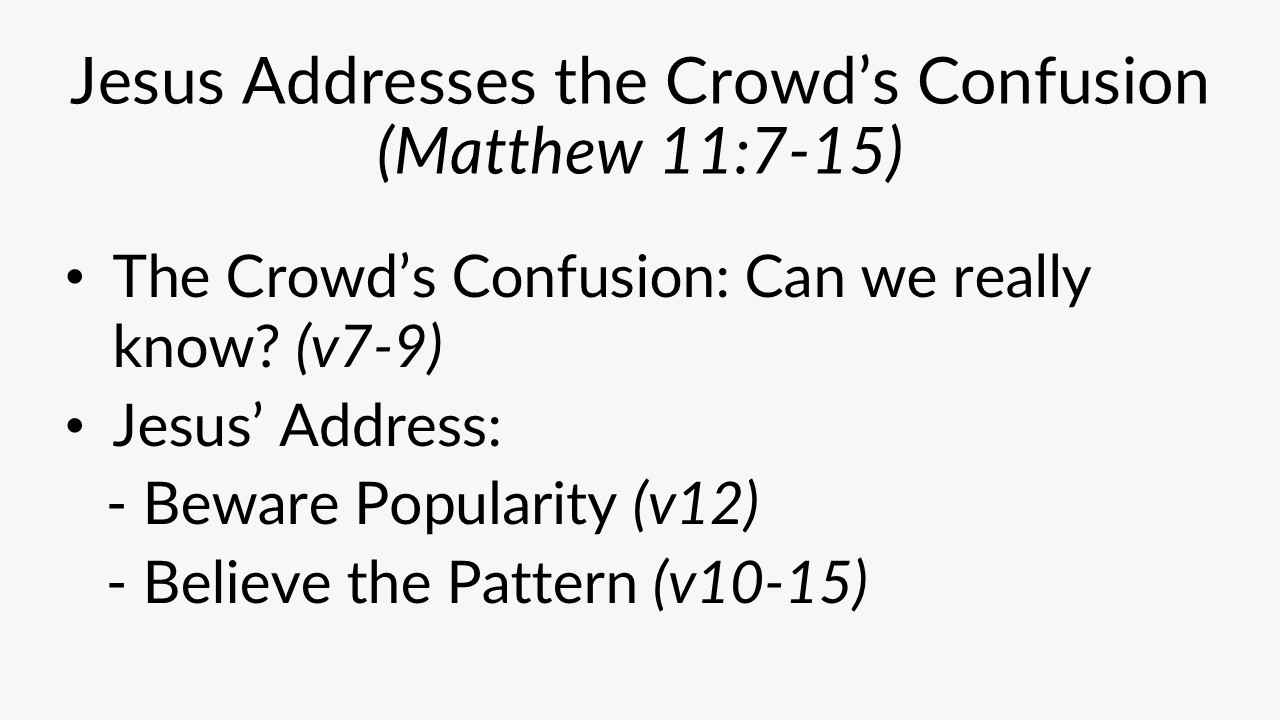 Jesus Addresses the Crowd’s Confusion
(Matthew 11:7-15)
• The Crowd’s Confusion: Can we really
know? (v7-9)
• Jesus’ Address:
- Beware Popularity (v12)
- Believe the Pattern (v10-15)